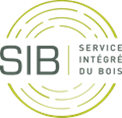 SIB
SERVICE
INTÉGRÉ
DU BOIS